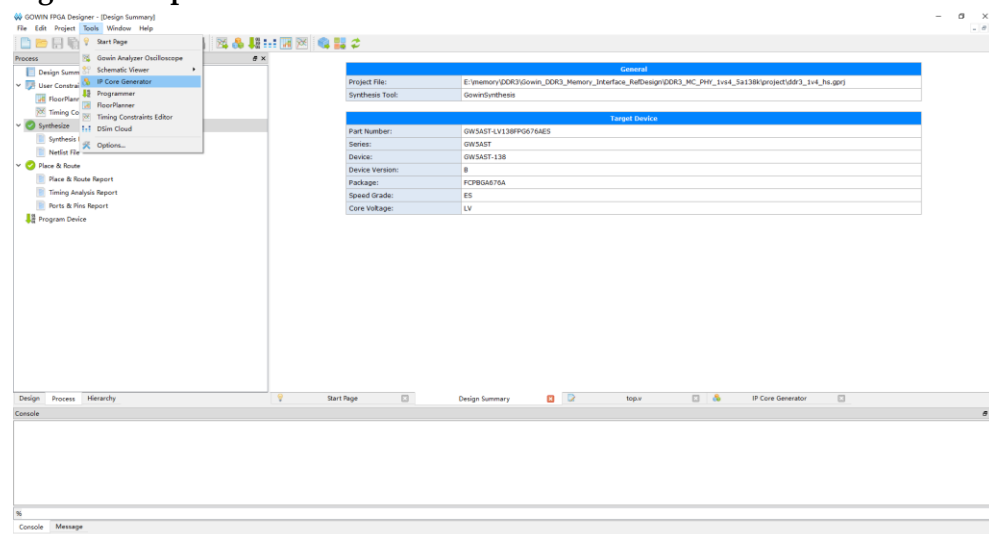 GOWIN FPGA Designer - [Design Summary]
File Edit Project Tools Window Help
Start Page
Gowin Analyzer Oscilloscope
Schematic Viewer
IP Core Generator
Programmer
FloorPlanner
Timing Constraints Editor
DSim Cloud
Options...
Process
Design Summ
User Constrai
FloorPlann
Timing Co
Synthesize
Synthesis
Netlist File
Place & Route
Place & Route Report
Timing Analysis Report
Ports & Pins Report
Program Device
General
Project File: E:\memory\DDR3\Gowin_DDR3_Memory_Interface_RefDesign\DDR3_MC_PHY_1vs4_5a138k\project\ddr3_1v4_hs.gprj
Synthesis Tool: GowinSynthesis
Target Device
Part Number: GW5AST-LV138FPG676AES
Series: GW5AST
Device: GW5AST-138
Device Version: B
Package: FCPBGA676A
Speed Grade: ES
Core Voltage: LV
Design Process Hierarchy
Start Page Design Summary top.v IP Core Generator
Console
%
Console Message